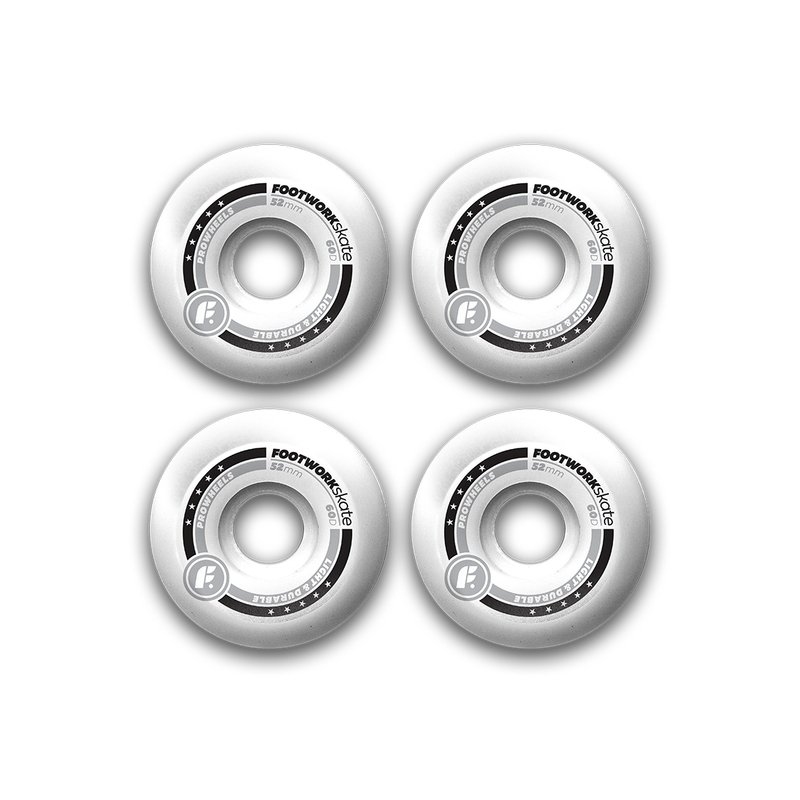 FOOTWORKskate
52mm
60D
PROWHEELS
LIGHT & DURABLE
F.
FOOTWORKskate
52mm
60D
PROWHEELS
LIGHT & DURABLE
F.
FOOTWORKskate
52mm
60D
PROWHEELS
LIGHT & DURABLE
F.
FOOTWORKskate
52mm
60D
PROWHEELS
LIGHT & DURABLE
F.